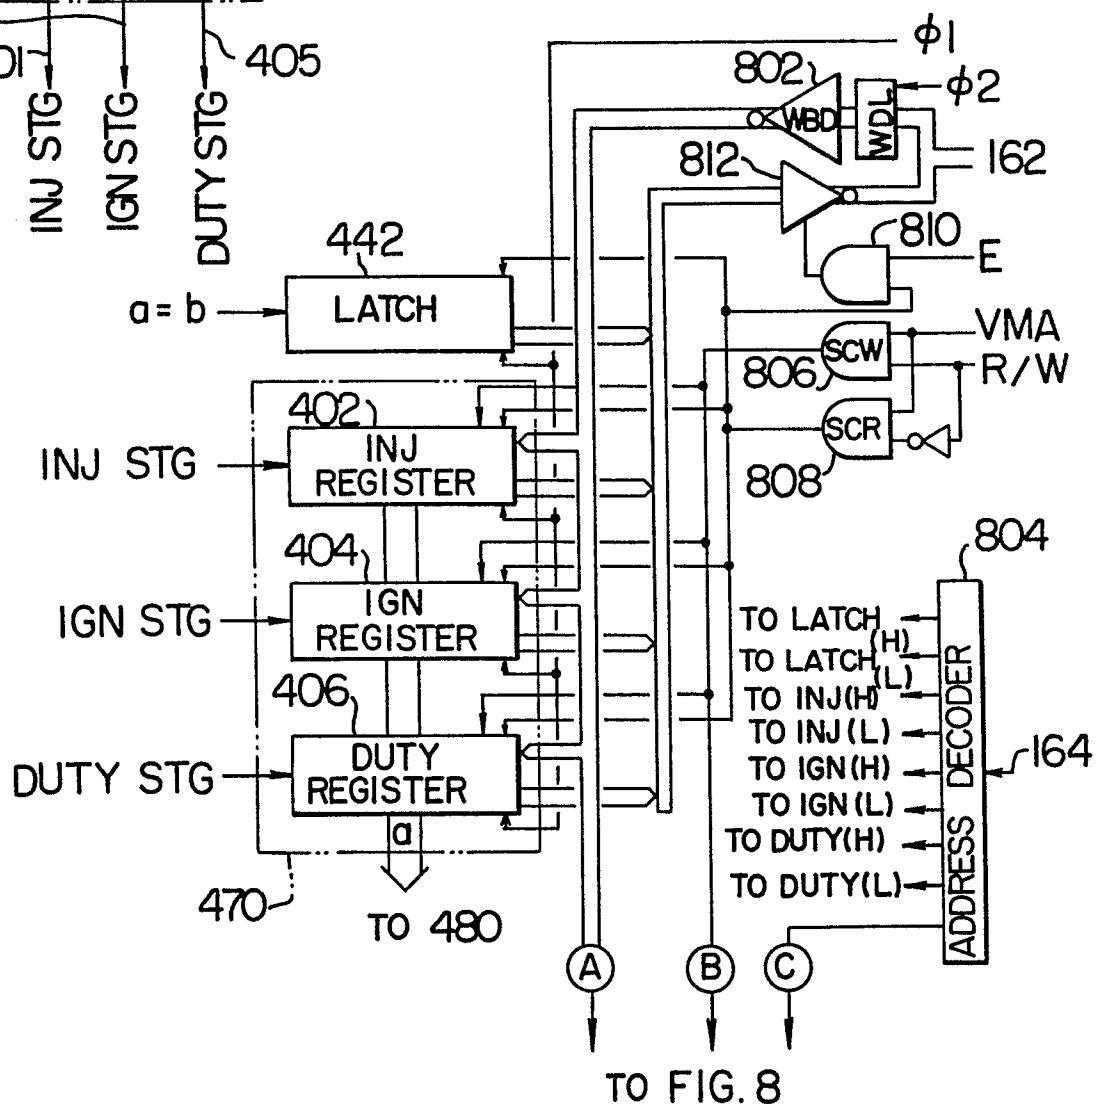 01
405
INJ STG
IGN STG
DUTY STG
ϕ1
802
ϕ2
WBD
WDL
162
812
810
E
442
LATCH
a = b
VMA
SCW
R/W
806
SCR
808
402
INJ
REGISTER
INJ STG
404
IGN
REGISTER
IGN STG
406
DUTY
REGISTER
DUTY STG
a
470
TO 480
804
TO LATCH
(H)
TO LATCH
(L)
TO INJ(H)
TO INJ(L)
TO IGN(H)
TO IGN(L)
TO DUTY(H)
TO DUTY(L)
ADDRESS DECODER
164
A
B
C
TO FIG. 8